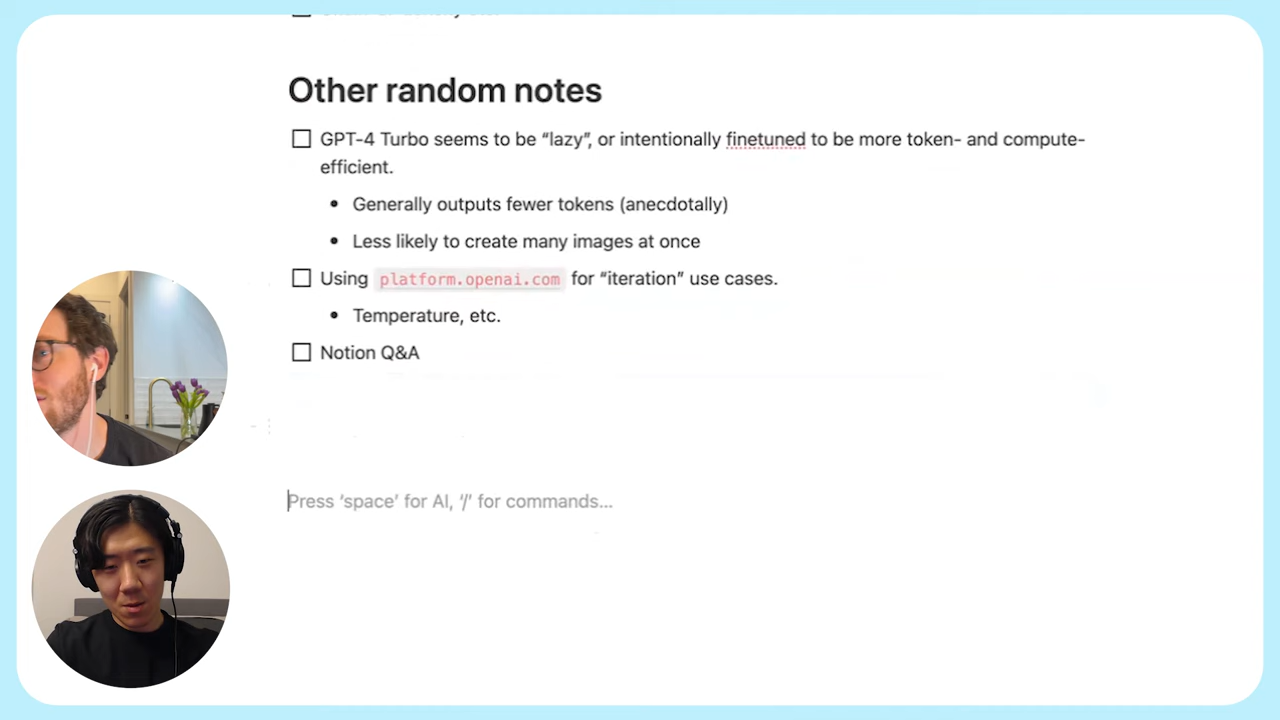 Other random notes
GPT-4 Turbo seems to be “lazy”, or intentionally finetuned to be more token- and compute-
efficient.
Generally outputs fewer tokens (anecdotally)
Less likely to create many images at once
Using platform.openai.com for “iteration” use cases.
Temperature, etc.
Notion Q&A
Press ‘space’ for AI, ‘/’ for commands…